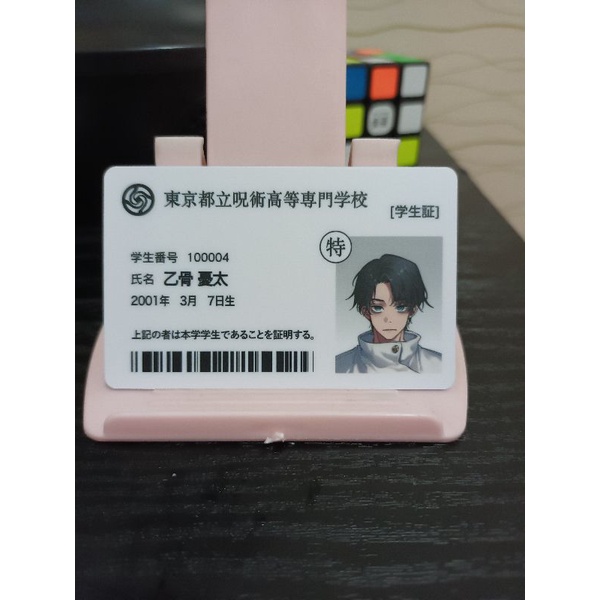 東京都立呪術高等専門学校
[学生証]
特
学生番号 100004
氏名 乙骨 憂太
2001年 3月 7日生
上記の者は本学学生であることを証明する。